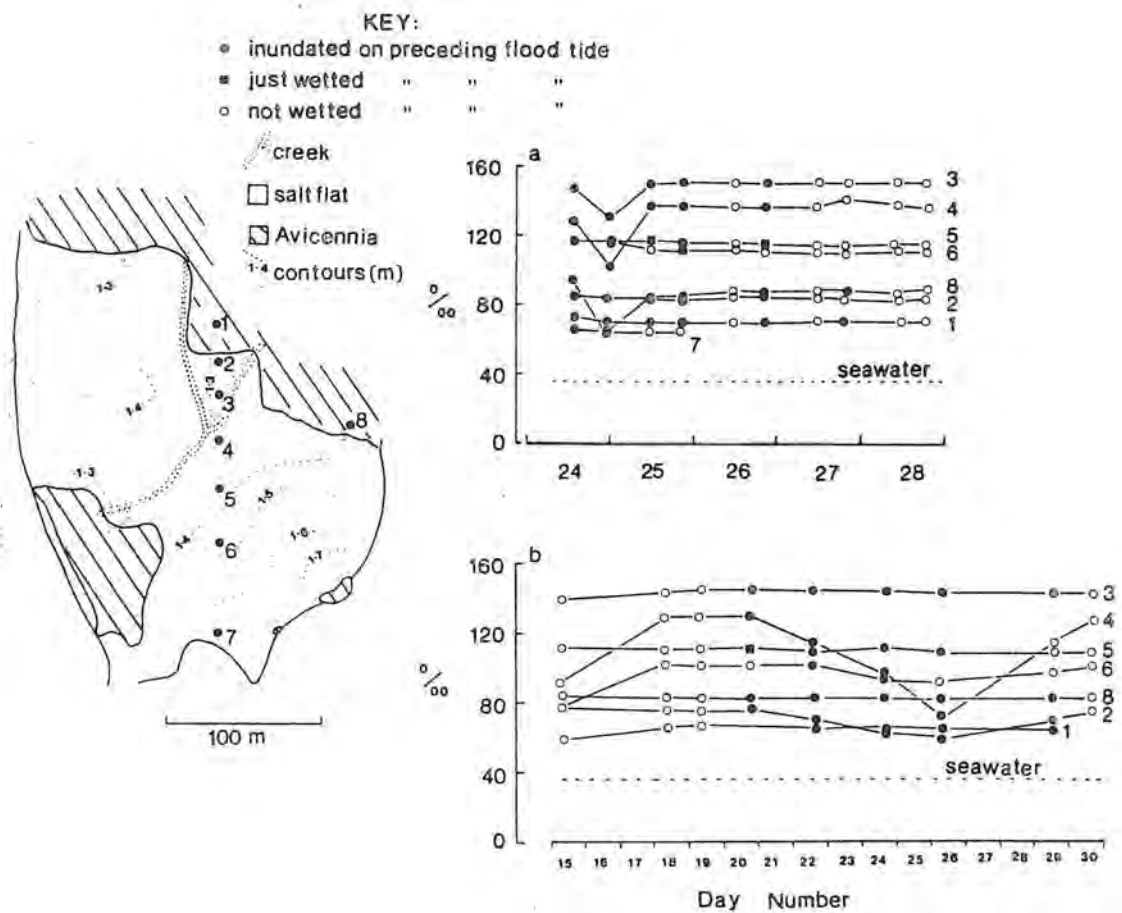 KEY:
● inundated on preceding flood tide
■ just wetted " " "
○ not wetted " " "
creek
salt flat
Avicennia
1·4 contours (m)
1·3
1
2
1·3
3
1·4
4
8
1·3
5
1·5
1·4
6
1·6
1·7
7
100 m
a
160
120
80
40
0
o/oo
3
4
5
6
8
2
1
7
seawater
24 25 26 27 28
b
160
120
80
40
0
o/oo
3
4
5
6
8
2
1
seawater
15 16 17 18 19 20 21 22 23 24 25 26 27 28 29 30
Day Number